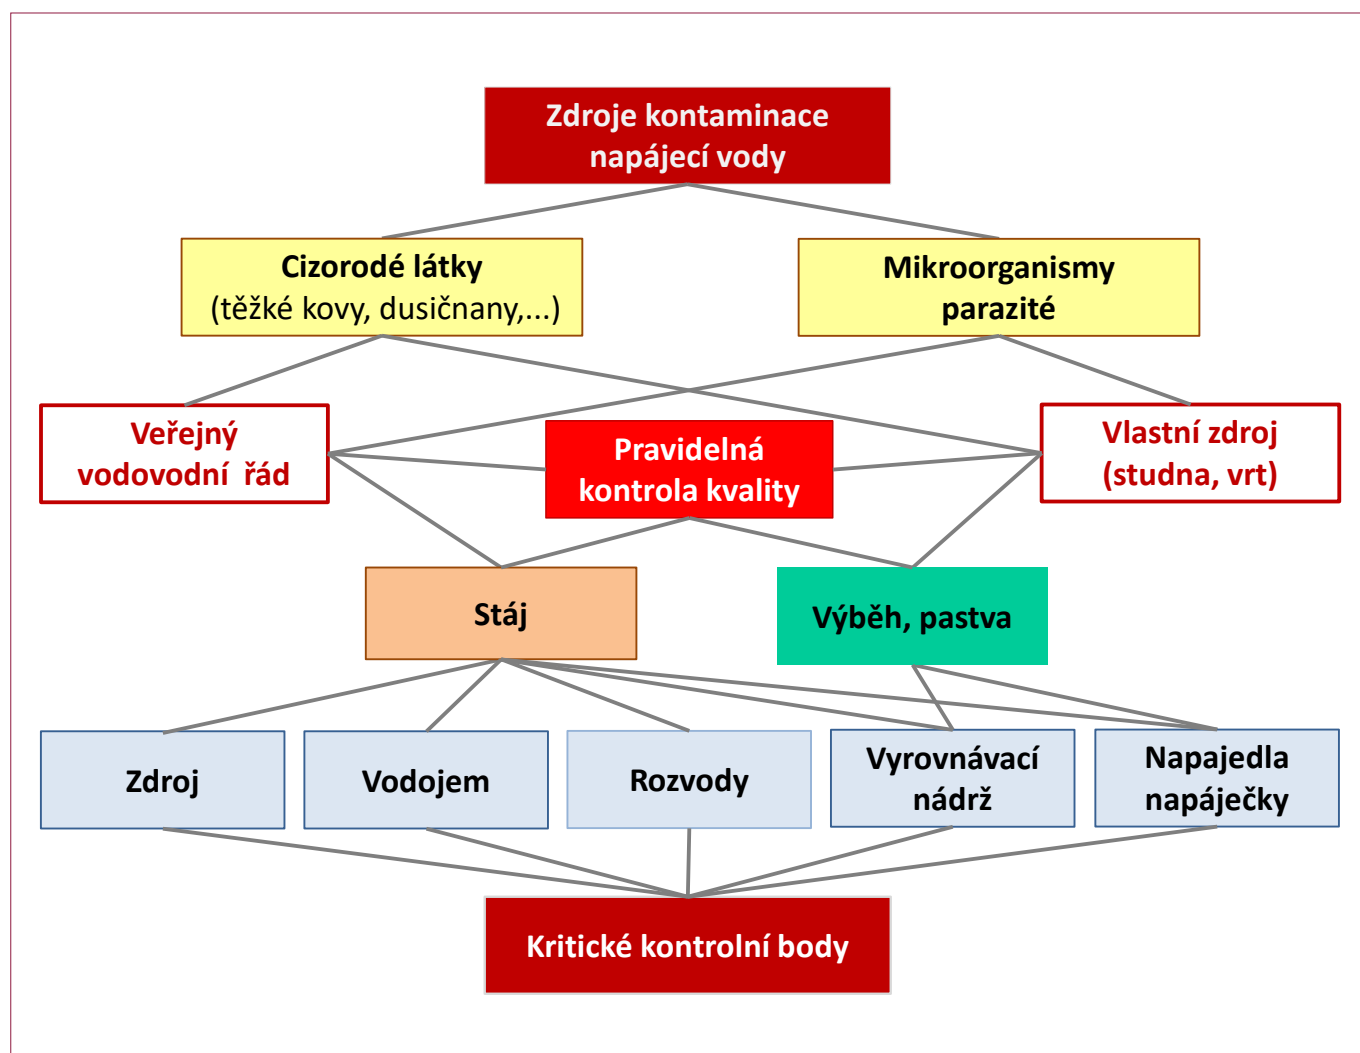 Zdroje kontaminace
napájecí vody
Cizorodé látky
(těžké kovy, dusičnany,...)
Mikroorganismy
parazité
Veřejný
vodovodní řád
Pravidelná
kontrola kvality
Vlastní zdroj
(studna, vrt)
Stáj
Výběh, pastva
Zdroj
Vodojem
Rozvody
Vyrovnávací
nádrž
Napajedla
napáječky
Kritické kontrolní body